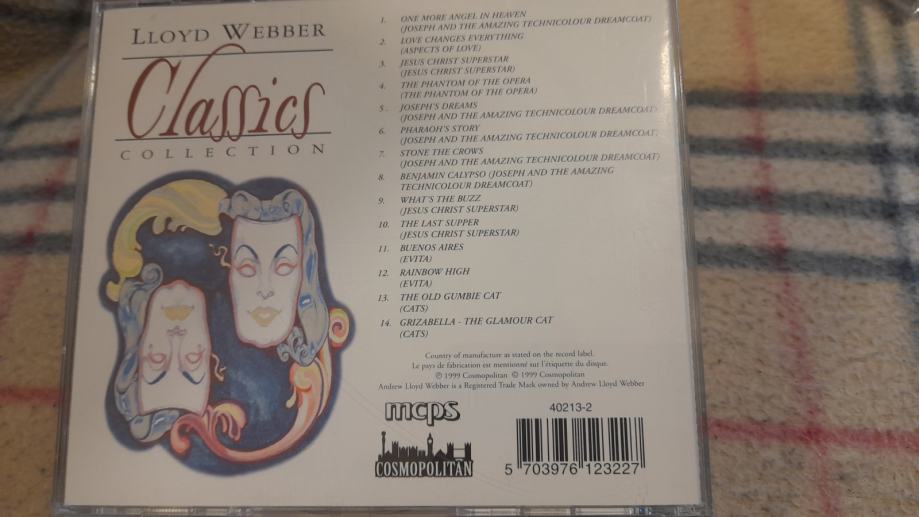 LLOYD WEBBER
Classics
COLLECTION
1. ONE MORE ANGEL IN HEAVEN
(JOSEPH AND THE AMAZING TECHNICOLOUR DREAMCOAT)
2. LOVE CHANGES EVERYTHING
(ASPECTS OF LOVE)
3. JESUS CHRIST SUPERSTAR
(JESUS CHRIST SUPERSTAR)
4. THE PHANTOM OF THE OPERA
(THE PHANTOM OF THE OPERA)
5. JOSEPH'S DREAMS
(JOSEPH AND THE AMAZING TECHNICOLOUR DREAMCOAT)
6. PHARAOH'S STORY
(JOSEPH AND THE AMAZING TECHNICOLOUR DREAMCOAT)
7. STONE THE CROWS
(JOSEPH AND THE AMAZING TECHNICOLOUR DREAMCOAT)
8. BENJAMIN CALYPSO (JOSEPH AND THE AMAZING
TECHNICOLOUR DREAMCOAT)
9. WHAT'S THE BUZZ
(JESUS CHRIST SUPERSTAR)
10. THE LAST SUPPER
(JESUS CHRIST SUPERSTAR)
11. BUENOS AIRES
(EVITA)
12. RAINBOW HIGH
(EVITA)
13. THE OLD GUMBIE CAT
(CATS)
14. GRIZABELLA - THE GLAMOUR CAT
(CATS)
Country of manufacture as stated on the record label.
Le pays de fabrication est mentionné sur l'étiquette du disque.
℗ 1999 Cosmopolitan © 1999 Cosmopolitan
Andrew Lloyd Webber is a Registered Trade Mark owned by Andrew Lloyd Webber
mcps
COSMOPOLITAN
40213-2
5 703976 123227